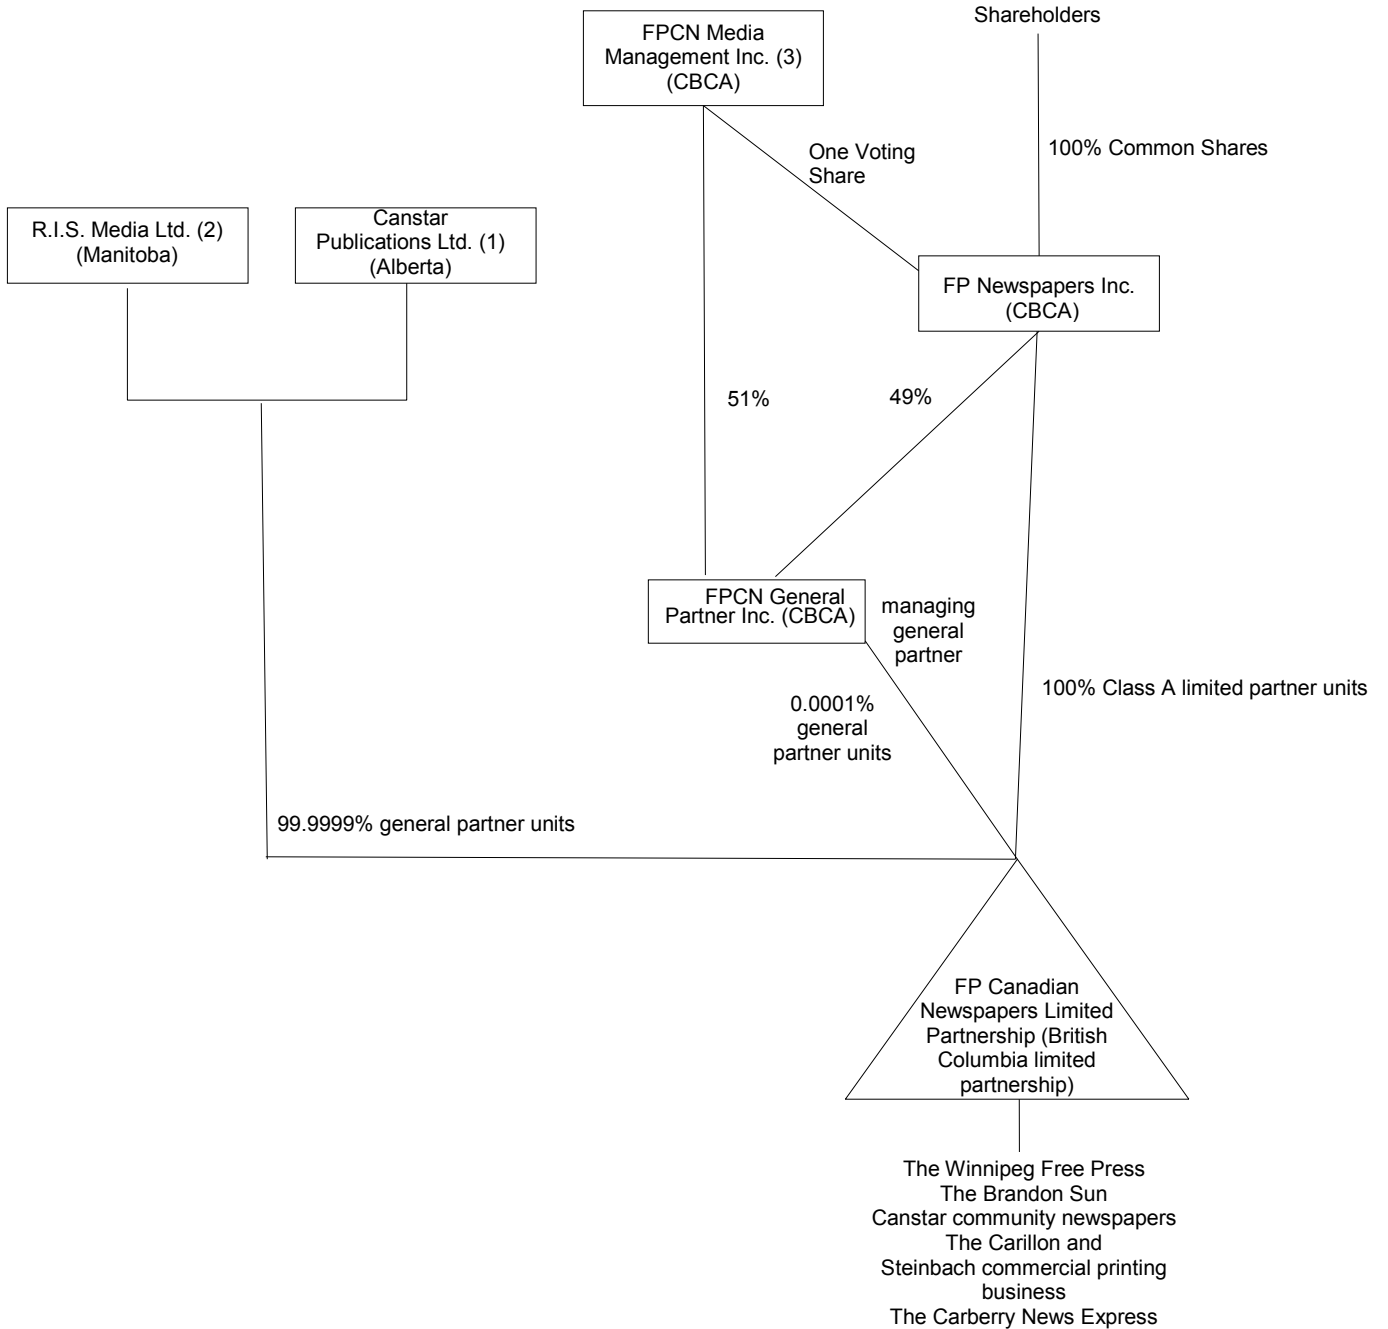 Shareholders
FPCN Media
Management Inc. (3)
(CBCA)
One Voting
Share
100% Common Shares
R.I.S. Media Ltd. (2)
(Manitoba)
Canstar
Publications Ltd. (1)
(Alberta)
FP Newspapers Inc.
(CBCA)
51%
49%
FPCN General
Partner Inc. (CBCA)
managing
general
partner
100% Class A limited partner units
0.0001%
general
partner units
99.9999% general partner units
FP Canadian
Newspapers Limited
Partnership (British
Columbia limited
partnership)
The Winnipeg Free Press
The Brandon Sun
Canstar community newspapers
The Carillon and
Steinbach commercial printing
business
The Carberry News Express